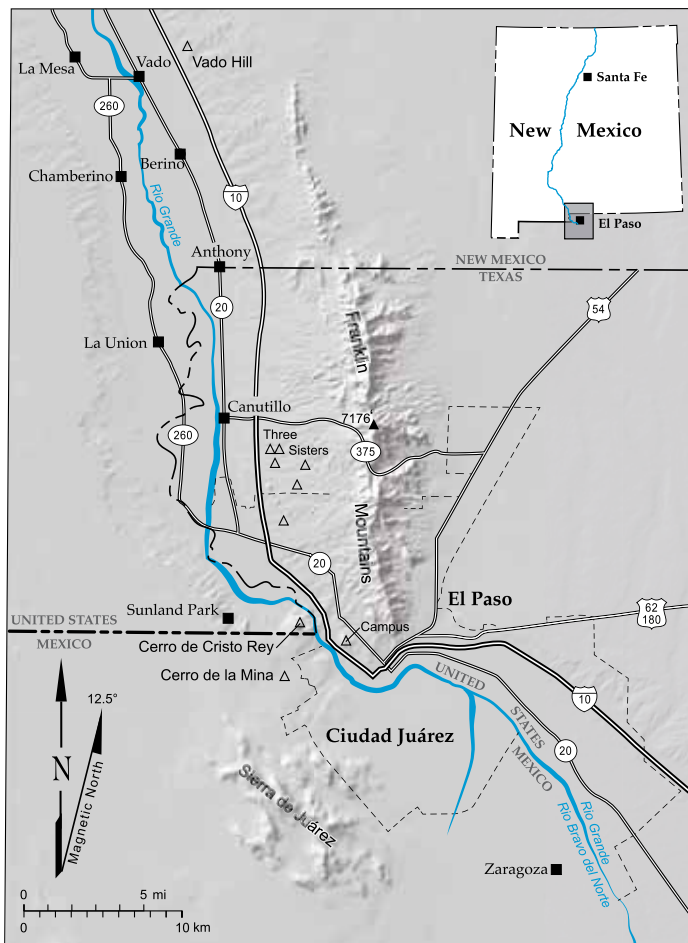 La Mesa
Vado
Vado Hill
260
Berino
Chamberino
10
Rio Grande
Santa Fe
New Mexico
El Paso
Anthony
NEW MEXICO
TEXAS
20
54
Franklin
La Union
Canutillo
7176'
Three
Sisters
260
375
Mountains
20
El Paso
Sunland Park
62
180
UNITED STATES
MEXICO
Campus
Cerro de Cristo Rey
Cerro de la Mina
UNITED STATES
MEXICO
10
12.5°
Ciudad Juárez
20
N
Magnetic North
Sierra de Juárez
Rio Grande
Rio Bravo del Norte
Zaragoza
0 5 mi
0 10 km